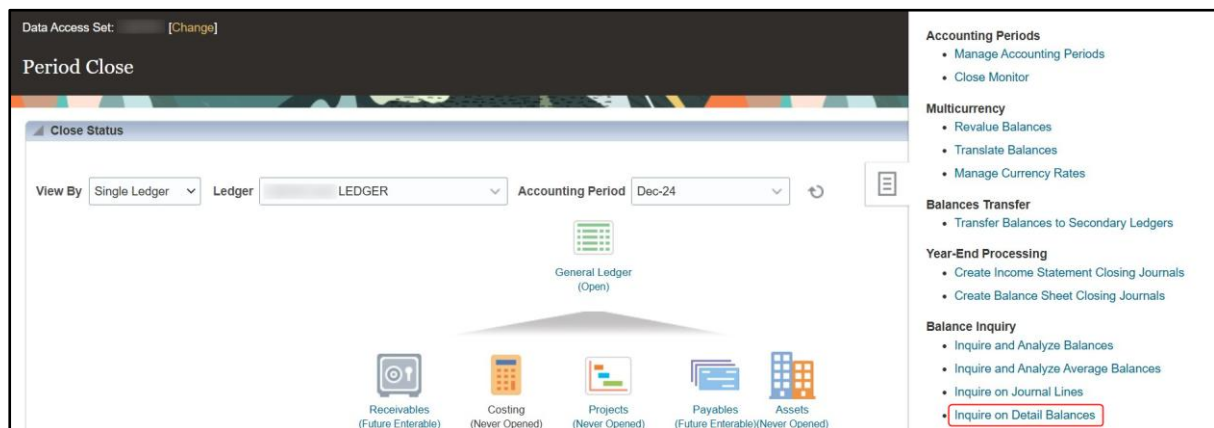 Data Access Set: [Change]
Period Close
Close Status
View By Single Ledger Ledger LEDGER Accounting Period Dec-24
General Ledger
(Open)
Receivables
(Future Enterable)
Costing
(Never Opened)
Projects
(Never Opened)
Payables
(Future Enterable)
Assets
(Never Opened)
Accounting Periods
• Manage Accounting Periods
• Close Monitor
Multicurrency
• Revalue Balances
• Translate Balances
• Manage Currency Rates
Balances Transfer
• Transfer Balances to Secondary Ledgers
Year-End Processing
• Create Income Statement Closing Journals
• Create Balance Sheet Closing Journals
Balance Inquiry
• Inquire and Analyze Balances
• Inquire and Analyze Average Balances
• Inquire on Journal Lines
• Inquire on Detail Balances